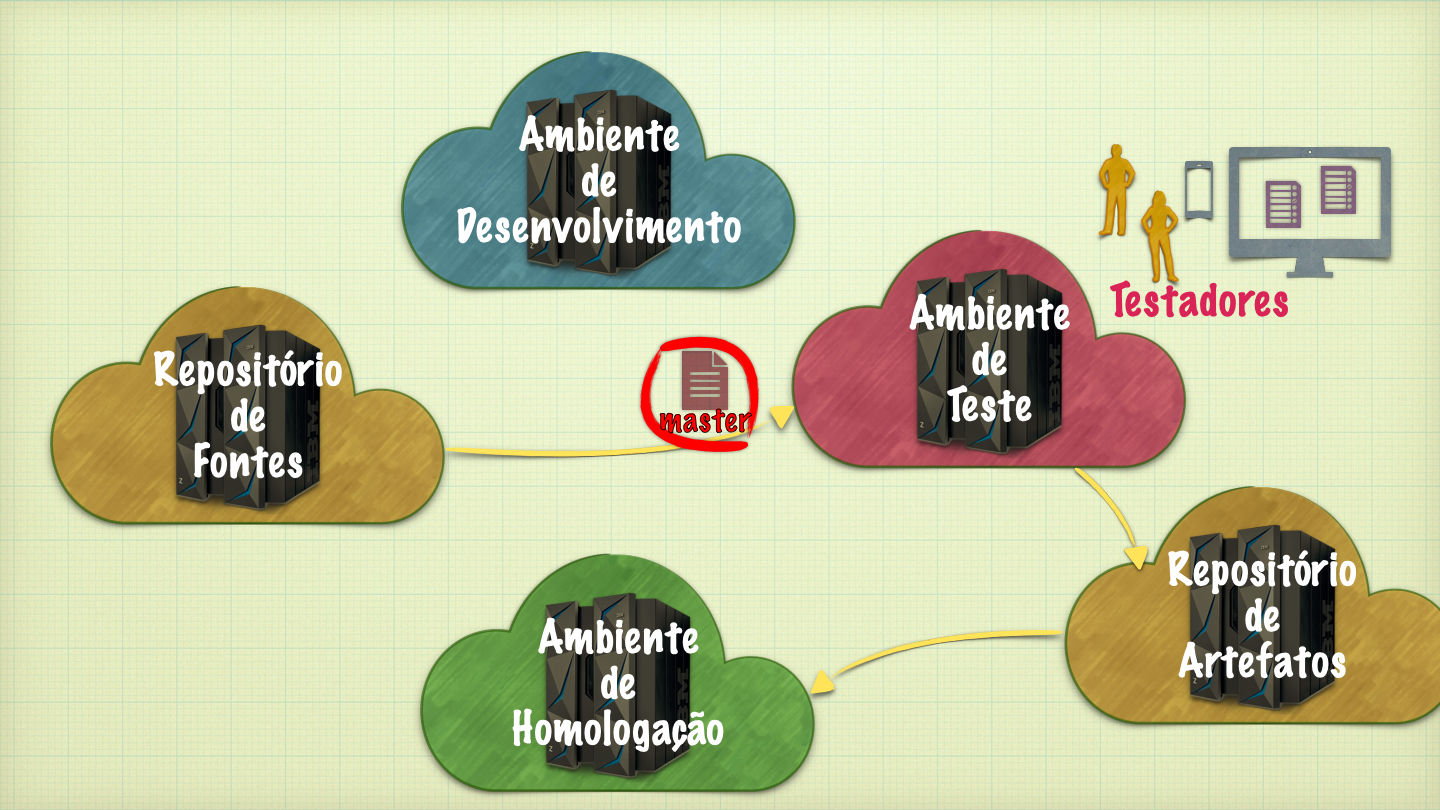 Ambiente
de
Desenvolvimento
Testadores
Ambiente
de
Teste
Repositório
de
Fontes
master
Repositório
de
Artefatos
Ambiente
de
Homologação